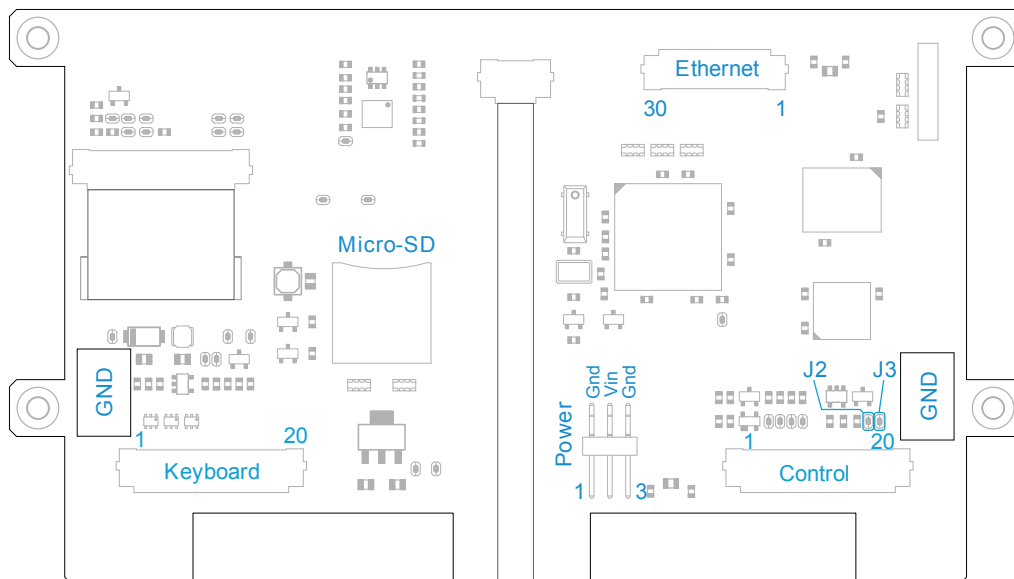 Ethernet
30 1
Micro-SD
GND
1 20
Keyboard
Gnd
Vin
Gnd
Power
1 3
J2 J3
GND
1 20
Control